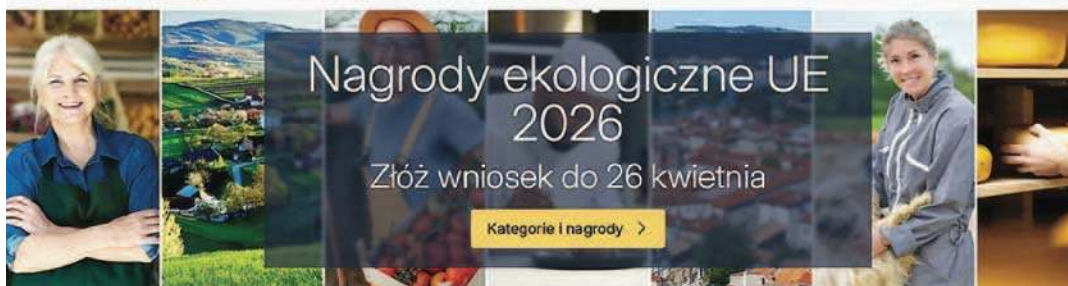 Nagrody ekologiczne UE
2026
Złóż wniosek do 26 kwietnia
Kategorie i nagrody >